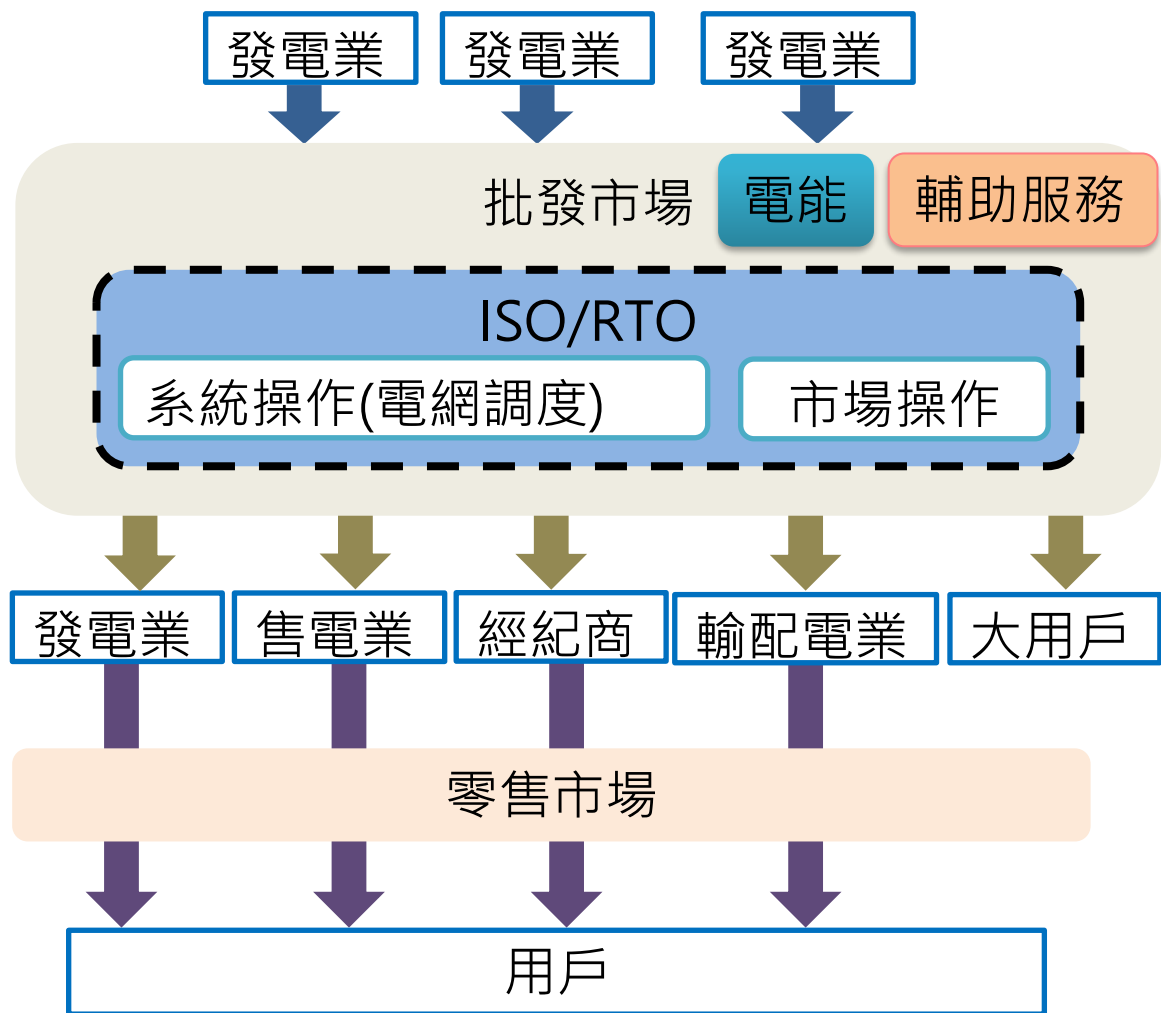 發電業
發電業
發電業
批發市場
電能
輔助服務
ISO/RTO
系統操作(電網調度)
市場操作
發電業
售電業
經紀商
輸配電業
大用戶
零售市場
用戶